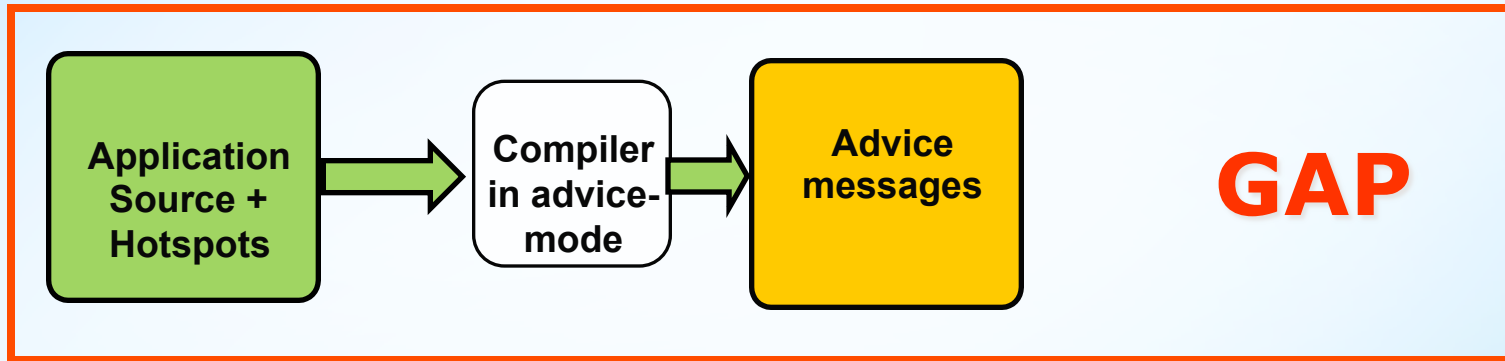 Application
Source +
Hotspots
Compiler
in advice-
mode
Advice
messages
GAP